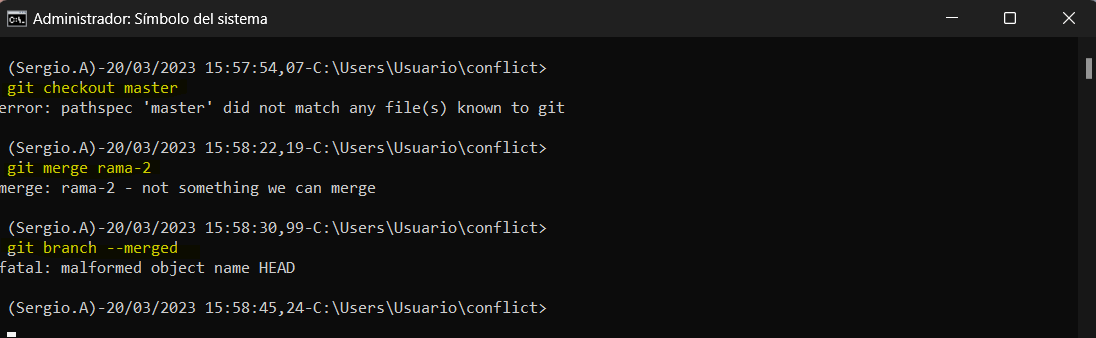 Administrador: Símbolo del sistema
(Sergio.A)-20/03/2023 15:57:54,07-C:\Users\Usuario\conflict>
git checkout master
error: pathspec 'master' did not match any file(s) known to git
(Sergio.A)-20/03/2023 15:58:22,19-C:\Users\Usuario\conflict>
git merge rama-2
merge: rama-2 - not something we can merge
(Sergio.A)-20/03/2023 15:58:30,99-C:\Users\Usuario\conflict>
git branch --merged
fatal: malformed object name HEAD
(Sergio.A)-20/03/2023 15:58:45,24-C:\Users\Usuario\conflict>